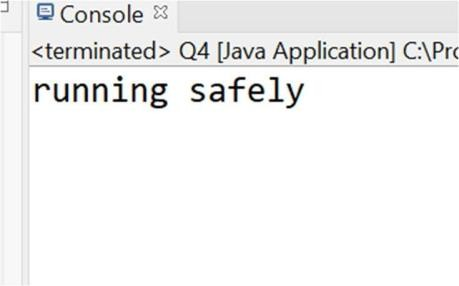 Console
<terminated> Q4 [Java Application] C:\Pro
running safely